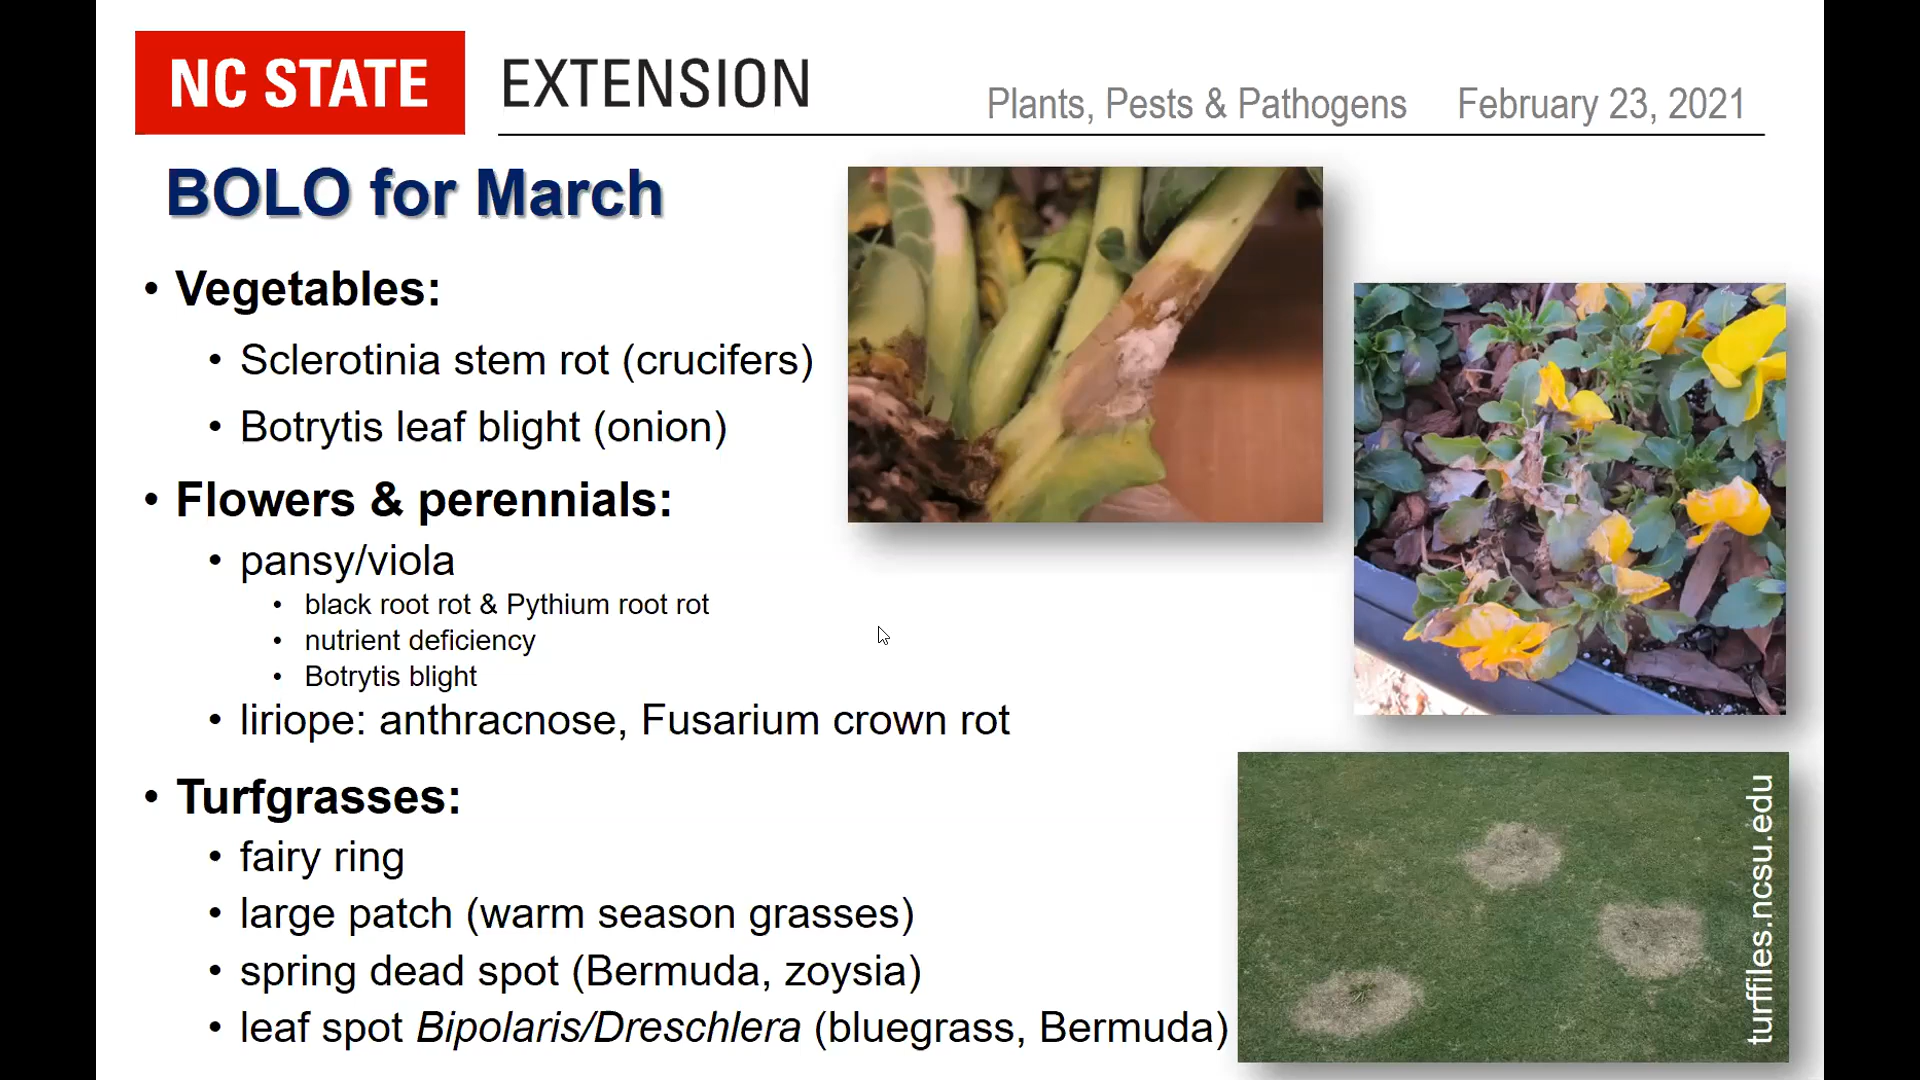 NC STATE EXTENSION
Plants, Pests & Pathogens February 23, 2021
BOLO for March
• Vegetables:
• Sclerotinia stem rot (crucifers)
• Botrytis leaf blight (onion)
• Flowers & perennials:
• pansy/viola
• black root rot & Pythium root rot
• nutrient deficiency
• Botrytis blight
• liriope: anthracnose, Fusarium crown rot
• Turfgrasses:
• fairy ring
• large patch (warm season grasses)
• spring dead spot (Bermuda, zoysia)
• leaf spot Bipolaris/Dreschlera (bluegrass, Bermuda)
turffiles.ncsu.edu